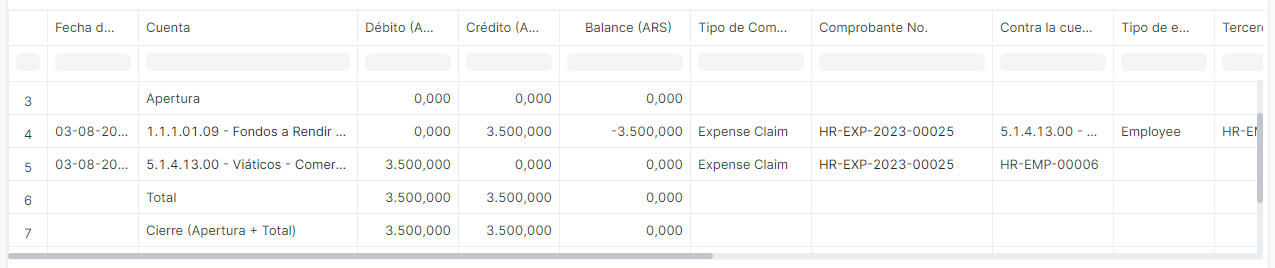 Fecha d... Cuenta Débito (A... Crédito (A... Balance (ARS) Tipo de Com... Comprobante No. Contra la cue... Tipo de e... Tercero
3 Apertura 0,000 0,000 0,000
4 03-08-20... 1.1.1.01.09 - Fondos a Rendir ... 0,000 3.500,000 -3.500,000 Expense Claim HR-EXP-2023-00025 5.1.4.13.00 - ... Employee HR-EM
5 03-08-20... 5.1.4.13.00 - Viáticos - Comer... 3.500,000 0,000 0,000 Expense Claim HR-EXP-2023-00025 HR-EMP-00006
6 Total 3.500,000 3.500,000 0,000
7 Cierre (Apertura + Total) 3.500,000 3.500,000 0,000